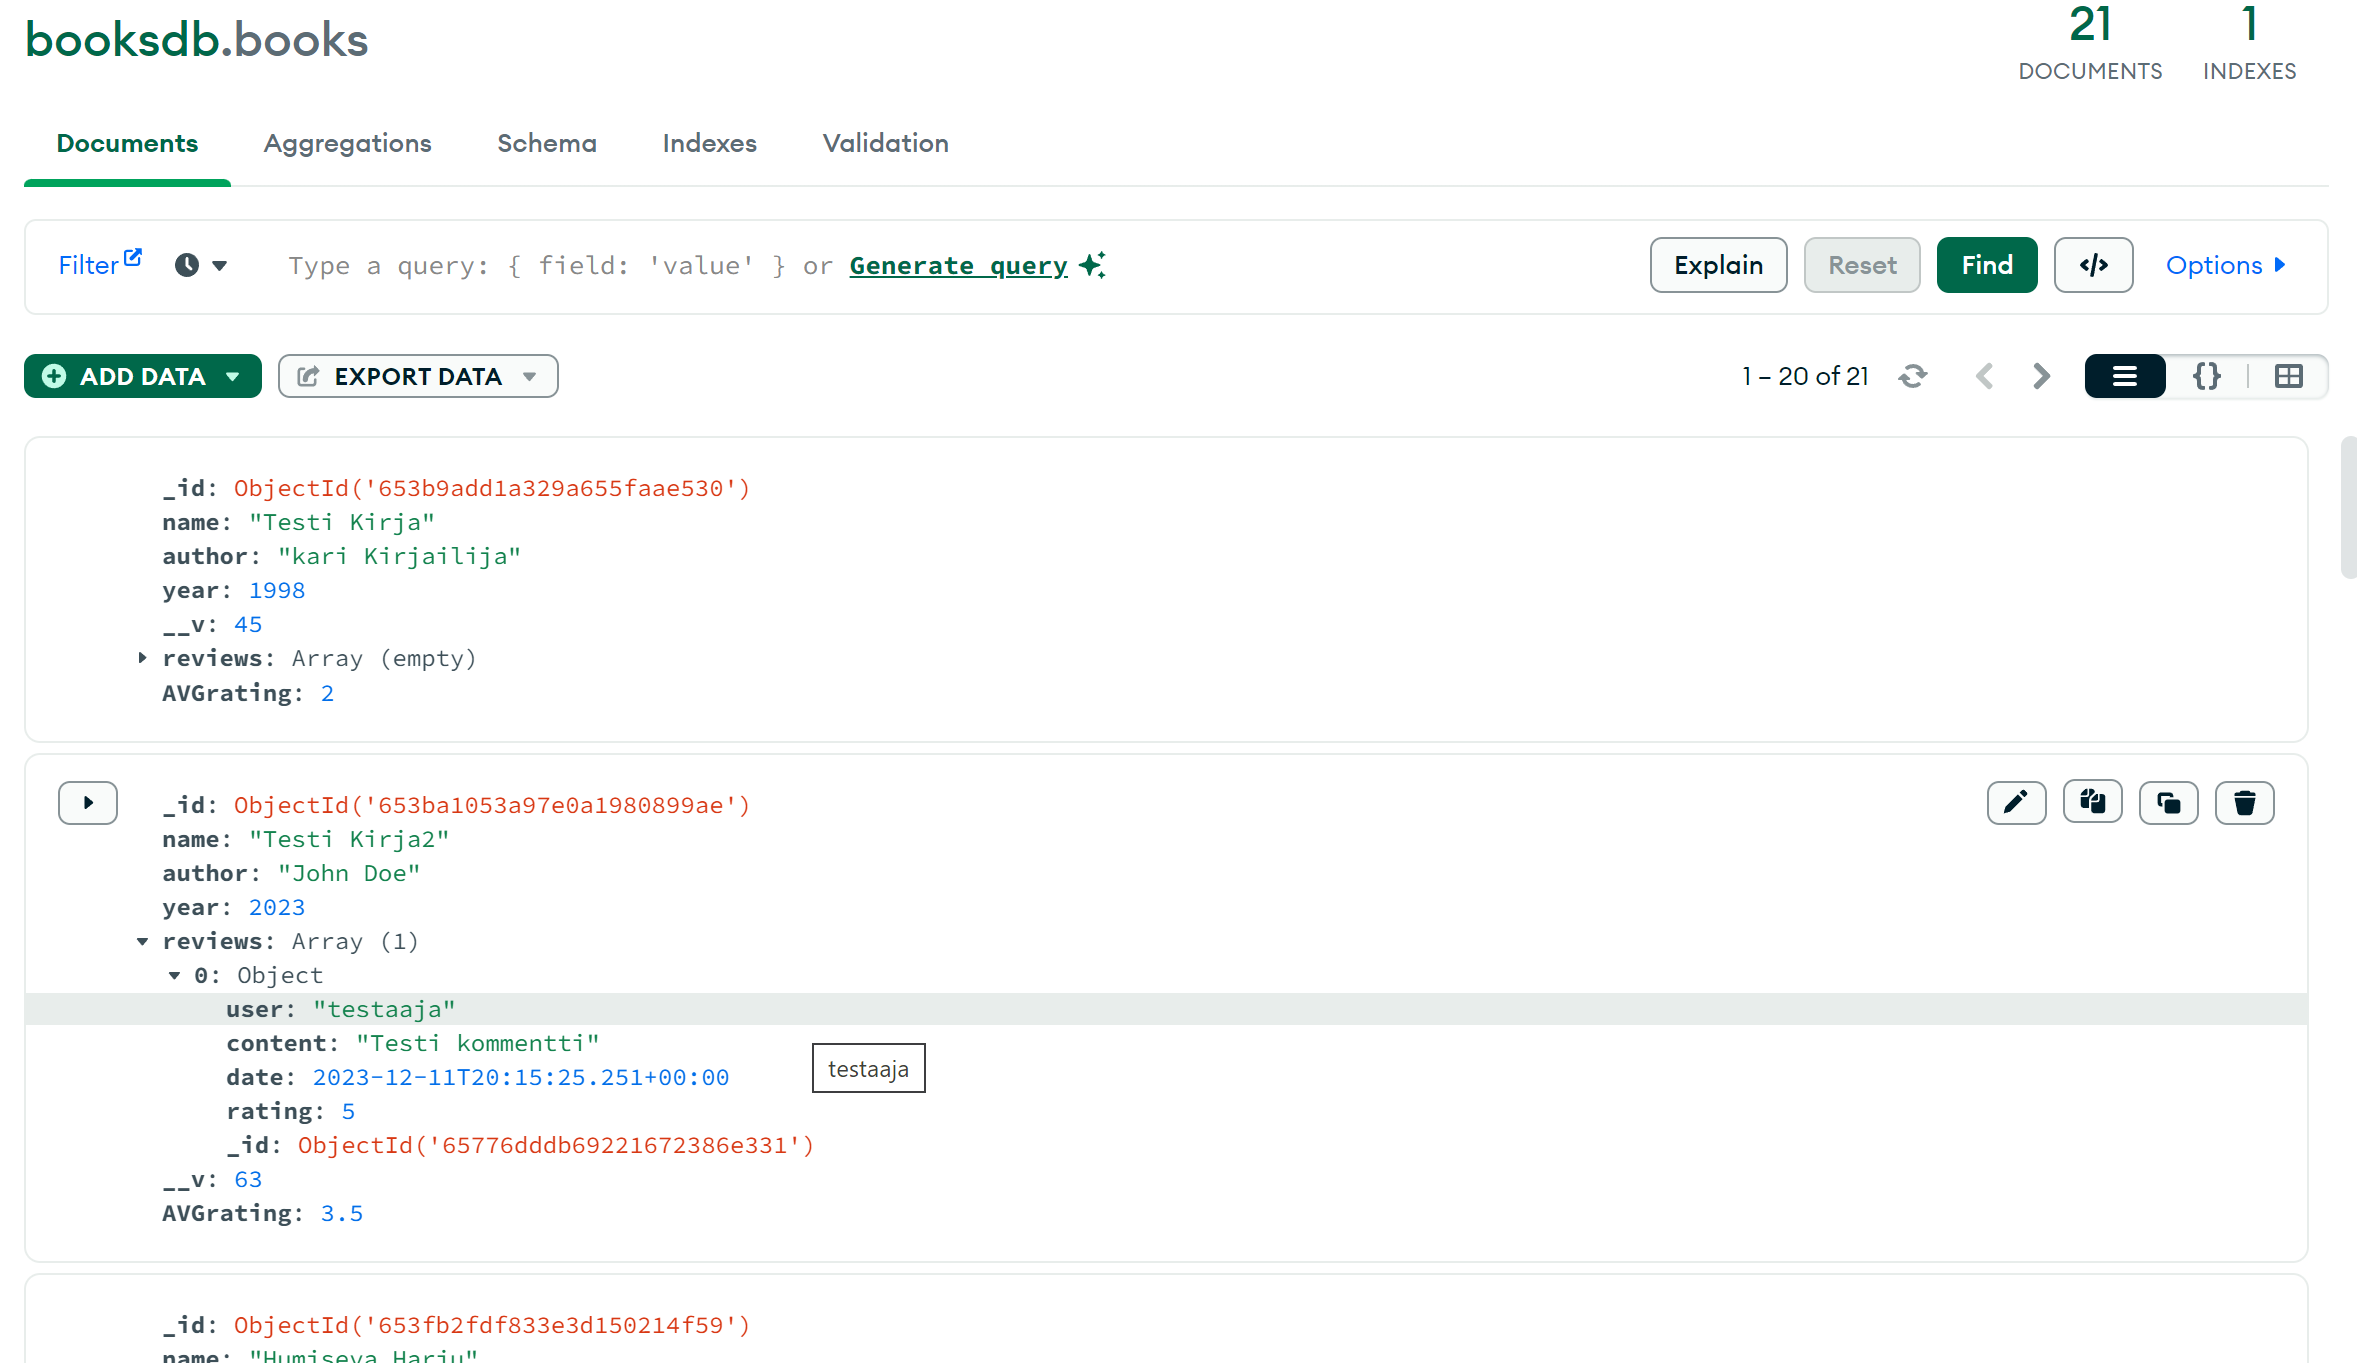 booksdb.books
21
DOCUMENTS
1
INDEXES
Documents Aggregations Schema Indexes Validation
Filter Type a query: { field: 'value' } or Generate query Explain Reset Find </> Options
ADD DATA EXPORT DATA 1 – 20 of 21 {}
_id: ObjectId('653b9add1a329a655faae530')
name: "Testi Kirja"
author: "kari Kirjailija"
year: 1998
__v: 45
reviews: Array (empty)
AVGrating: 2
_id: ObjectId('653ba1053a97e0a1980899ae')
name: "Testi Kirja2"
author: "John Doe"
year: 2023
reviews: Array (1)
0: Object
user: "testaaja"
content: "Testi kommentti"
date: 2023-12-11T20:15:25.251+00:00
testaaja
rating: 5
_id: ObjectId('65776dddb69221672386e331')
__v: 63
AVGrating: 3.5
_id: ObjectId('653fb2fdf833e3d150214f59')
name: "Humiseva Harju"